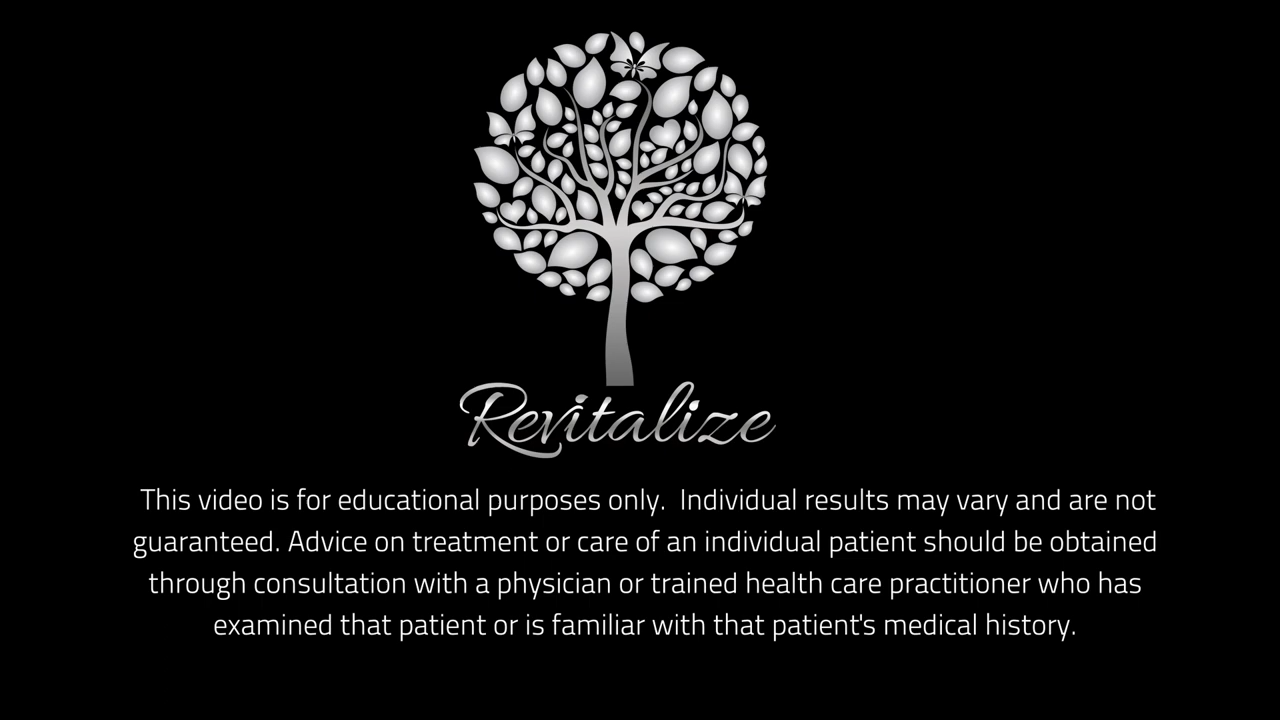 Revitalize
This video is for educational purposes only.  Individual results may vary and are not
guaranteed. Advice on treatment or care of an individual patient should be obtained
through consultation with a physician or trained health care practitioner who has
examined that patient or is familiar with that patient's medical history.